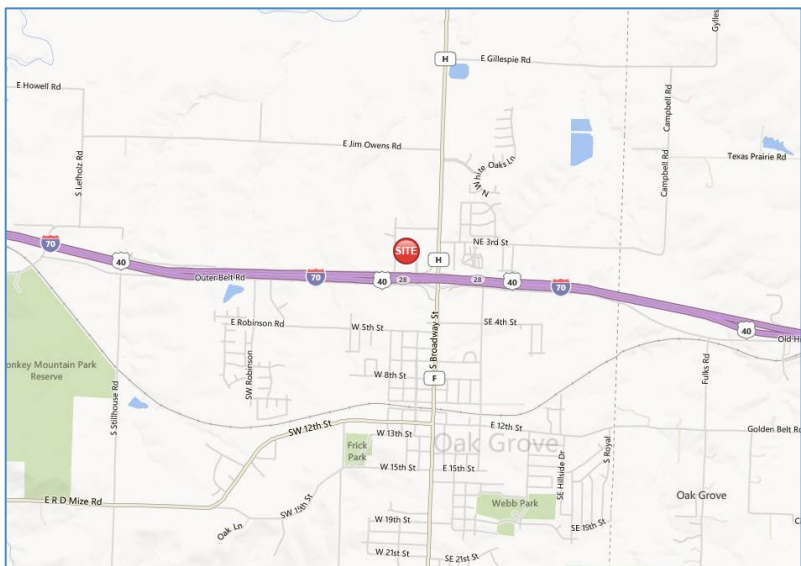 H
E Gillespie Rd
Gyfles
E Howell Rd
Campbell Rd
E Jim Owens Rd
N White Oaks Ln
Texas Prairie Rd
S Lefholz Rd
Campbell Rd
SITE
NE 3rd St
70
H
40
Outer Belt Rd
70
40
28
28
40
70
E Robinson Rd
W 5th St
S Broadway St
SE 4th St
40
Old H
onkey Mountain Park
Reserve
SW Robinson
W 8th St
F
Fulks Rd
S Stillhouse Rd
SW 12th St
W 13th St
E 12th St
Golden Belt Rd
Oak Grove
Frick
Park
W 15th St
E 15th St
SE Hillside Dr
S Royal
E R D Mize Rd
SW 15th St
Webb Park
Oak Grove
Oak Ln
W 19th St
SE 19th St
C
W 21st St
SE 21st St